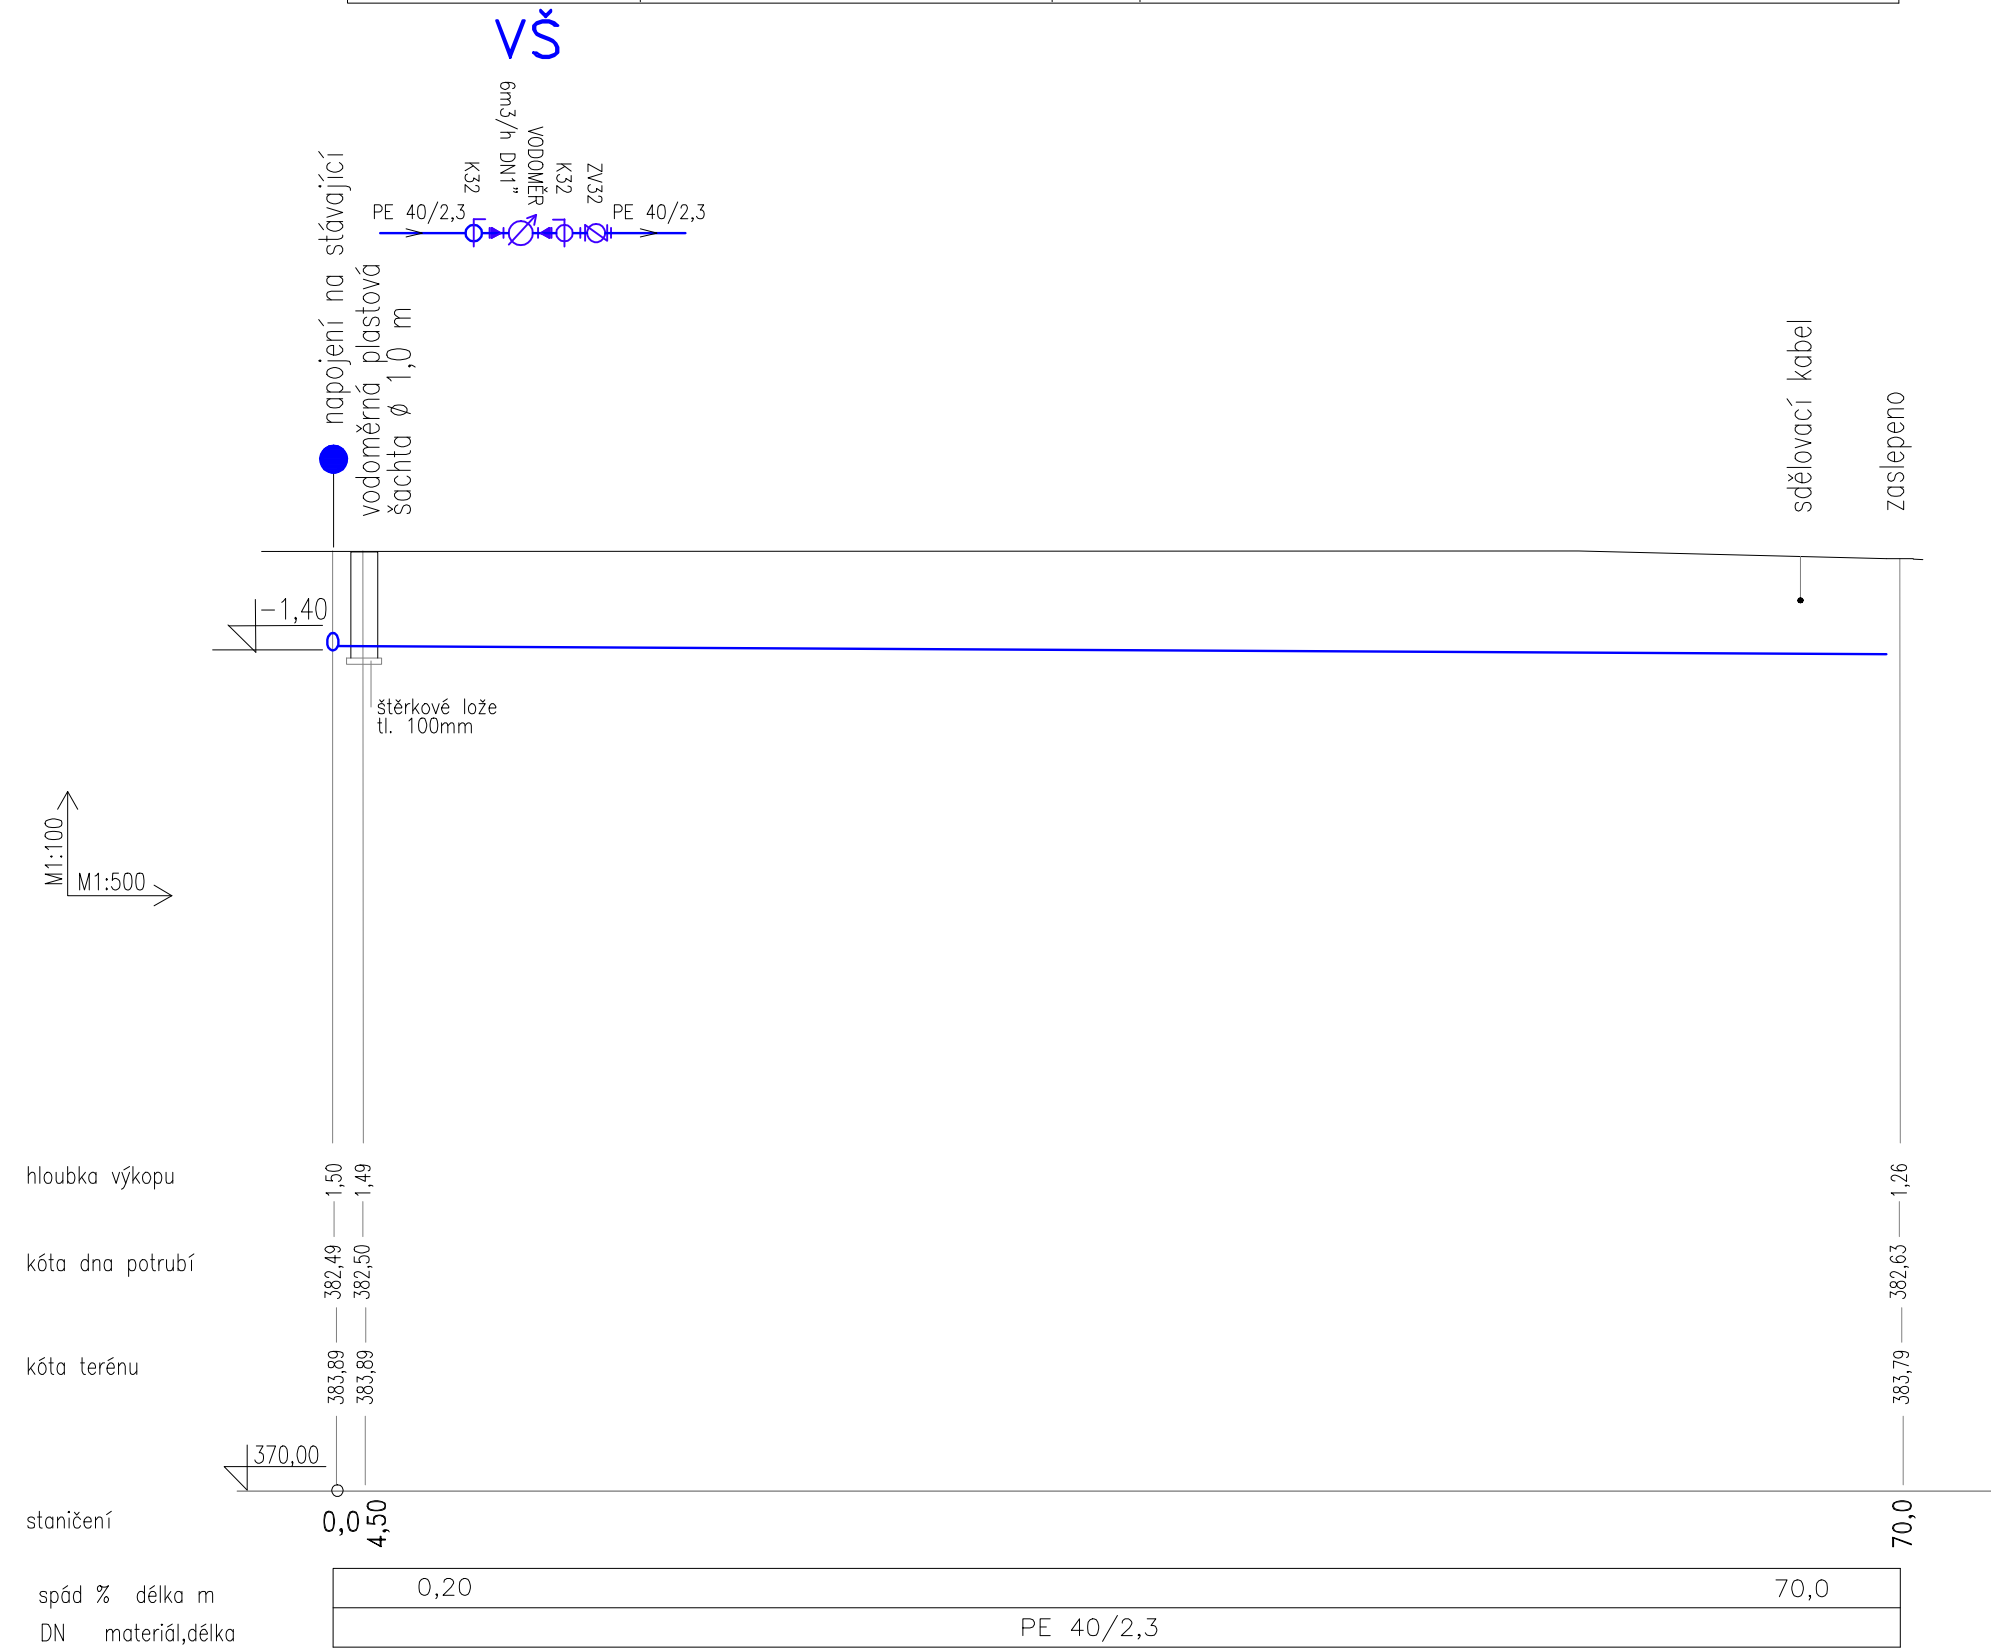 VŠ
6m3/h DN1"
VODOMĚR
K32
K32
ZV32
PE 40/2,3
PE 40/2,3
napojení na stávající
vodoměrná plastová
šachta ø 1,0 m
sdělovací kabel
zaslepeno
-1,40
štěrkové lože
tl. 100mm
M1:100
M1:500
hloubka výkopu
1,50
1,49
1,26
kóta dna potrubí
382,49
382,50
382,63
kóta terénu
383,89
383,89
383,79
370,00
staničení
0,0
4,50
70,0
spád % délka m
0,20
70,0
DN materiál,délka
PE 40/2,3